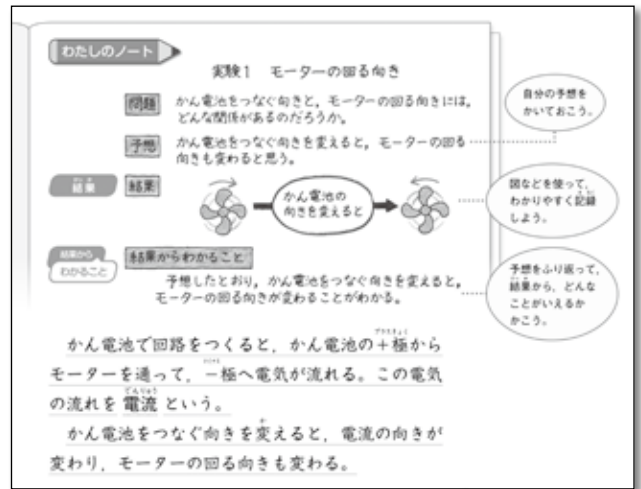 わたしのノート
実験1 モーターの回る向き
問題 かん電池をつなぐ向きと，モーターの回る向きには，
どんな関係があるのだろうか。
予想 かん電池をつなぐ向きを変えると，モーターの回る
向きも変わると思う。
自分の予想を
かいておこう。
結果 結果
かん電池の
向きを変えると
図などを使って，
わかりやすく記録
しよう。
結果から
わかること
結果からわかること
予想したとおり，かん電池をつなぐ向きを変えると，
モーターの回る向きが変わることがわかる。
予想をふり返って，
結果から，どんな
ことがいえるか
かこう。
かん電池で回路をつくると，かん電池の＋極から
モーターを通って，－極へ電気が流れる。この電気
の流れを 電流 という。
かん電池をつなぐ向きを変えると，電流の向きが
変わり，モーターの回る向きも変わる。